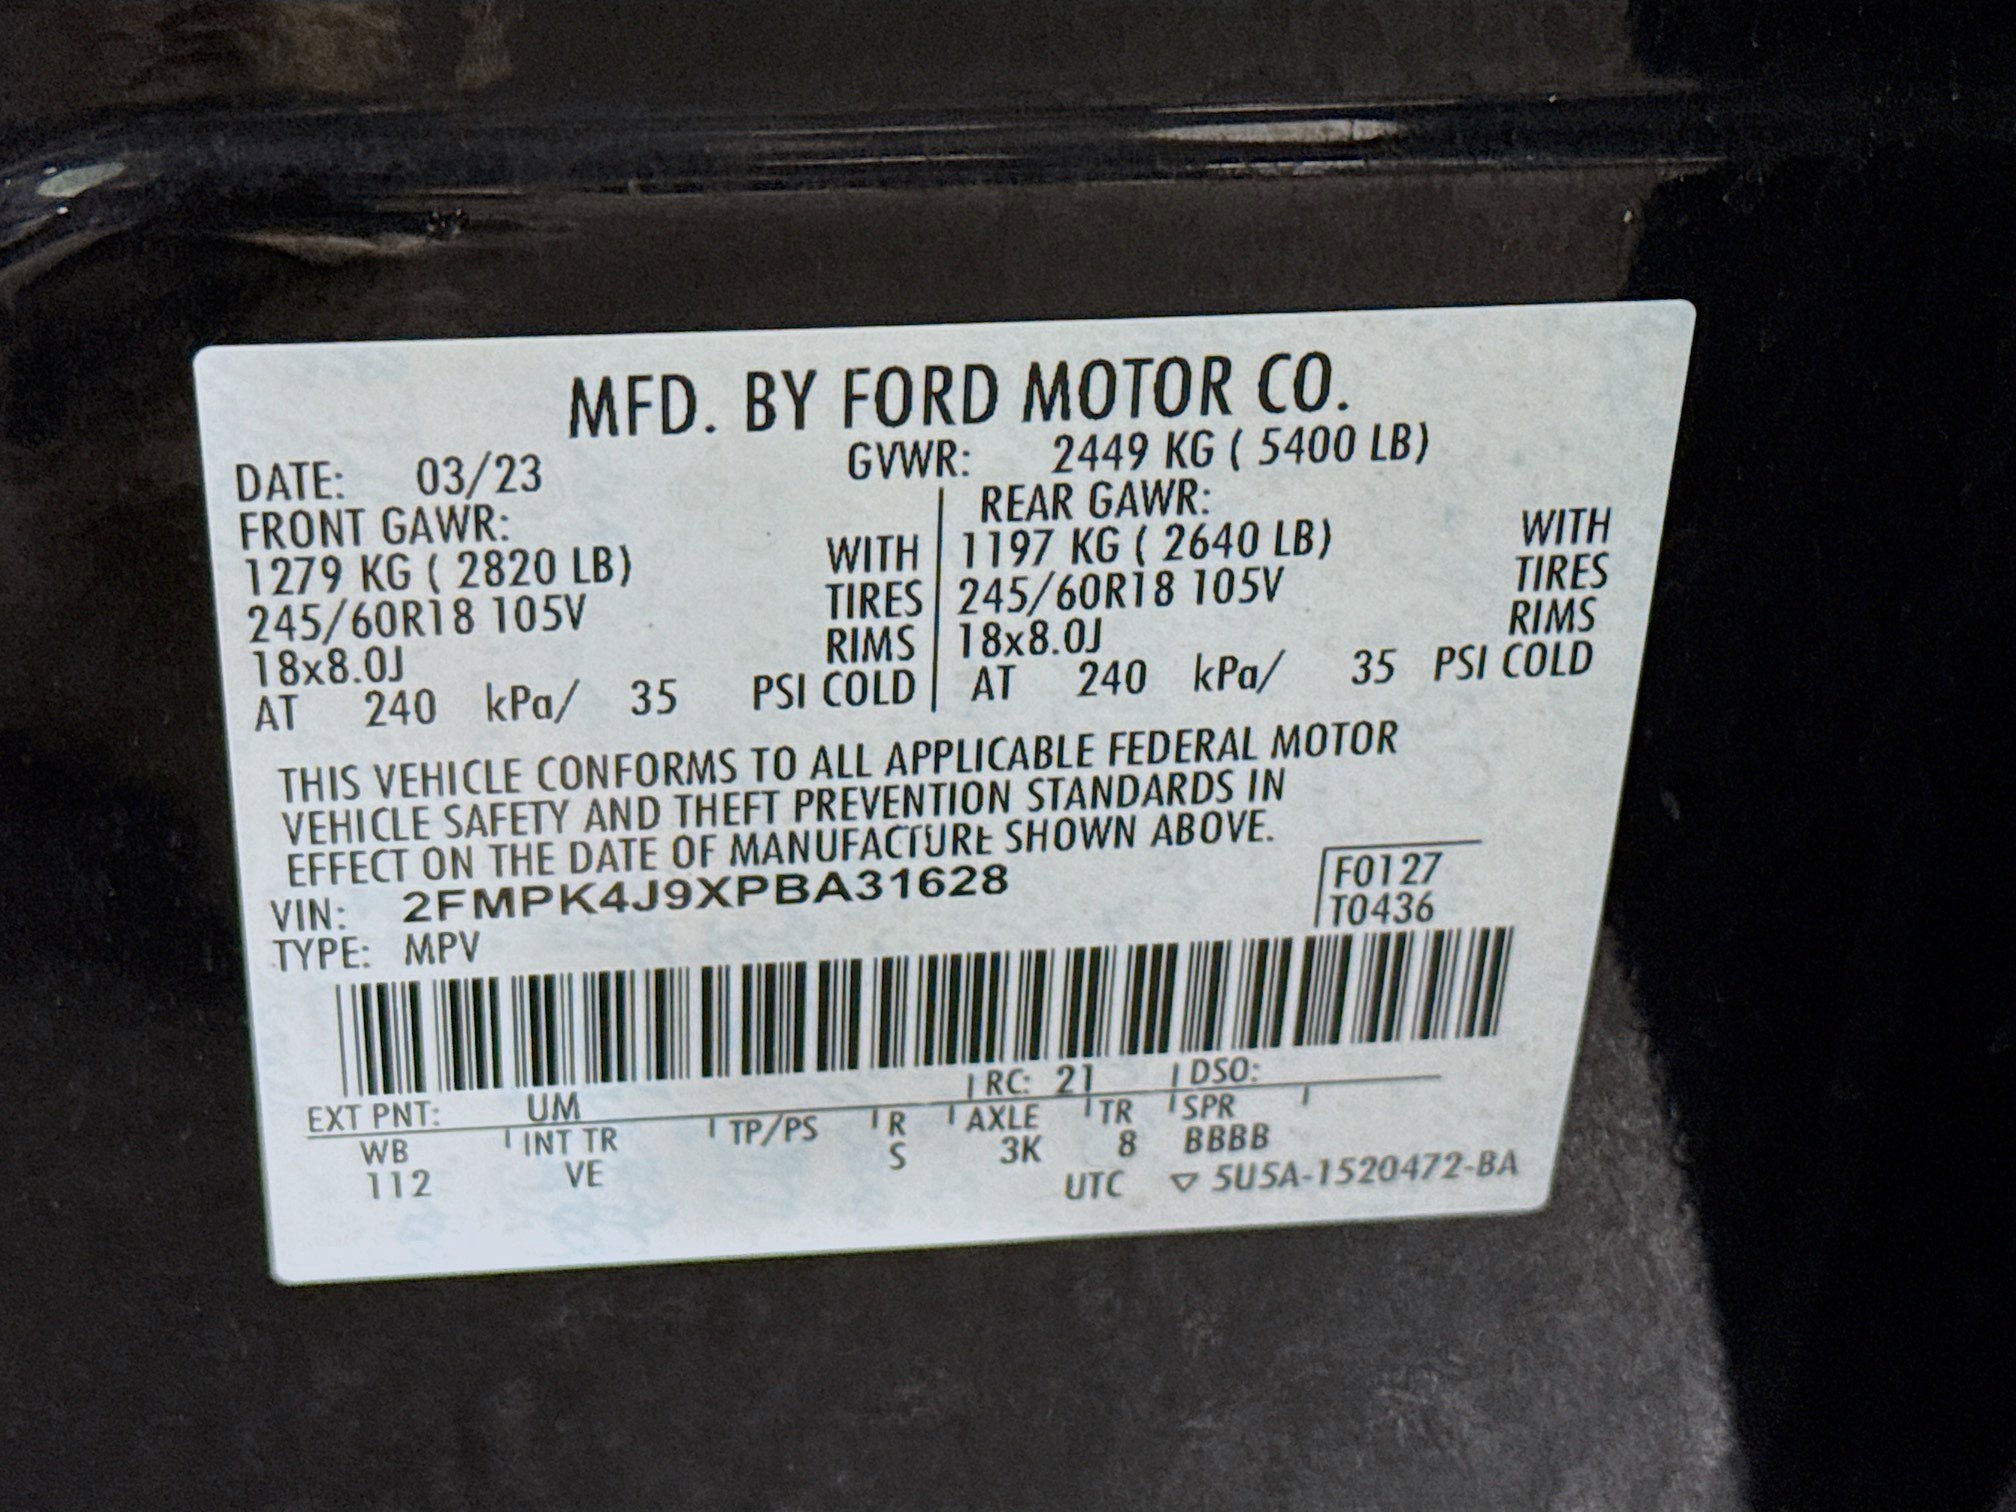 MFD. BY FORD MOTOR CO.
DATE: 03/23 GVWR: 2449 KG ( 5400 LB)
FRONT GAWR: REAR GAWR:
1279 KG ( 2820 LB) WITH 1197 KG ( 2640 LB) WITH
245/60R18 105V TIRES 245/60R18 105V TIRES
18x8.0J RIMS 18x8.0J RIMS
AT 240 kPa/ 35 PSI COLD AT 240 kPa/ 35 PSI COLD
THIS VEHICLE CONFORMS TO ALL APPLICABLE FEDERAL MOTOR
VEHICLE SAFETY AND THEFT PREVENTION STANDARDS IN
EFFECT ON THE DATE OF MANUFACTURE SHOWN ABOVE.
VIN: 2FMPK4J9XPBA31628 F0127
TYPE: MPV T0436
EXT PNT: UM RC: 21 DSO:
WB INT TR TP/PS R AXLE TR SPR
112 VE S 3K 8 BBBB
UTC ▽ 5U5A-1520472-BA